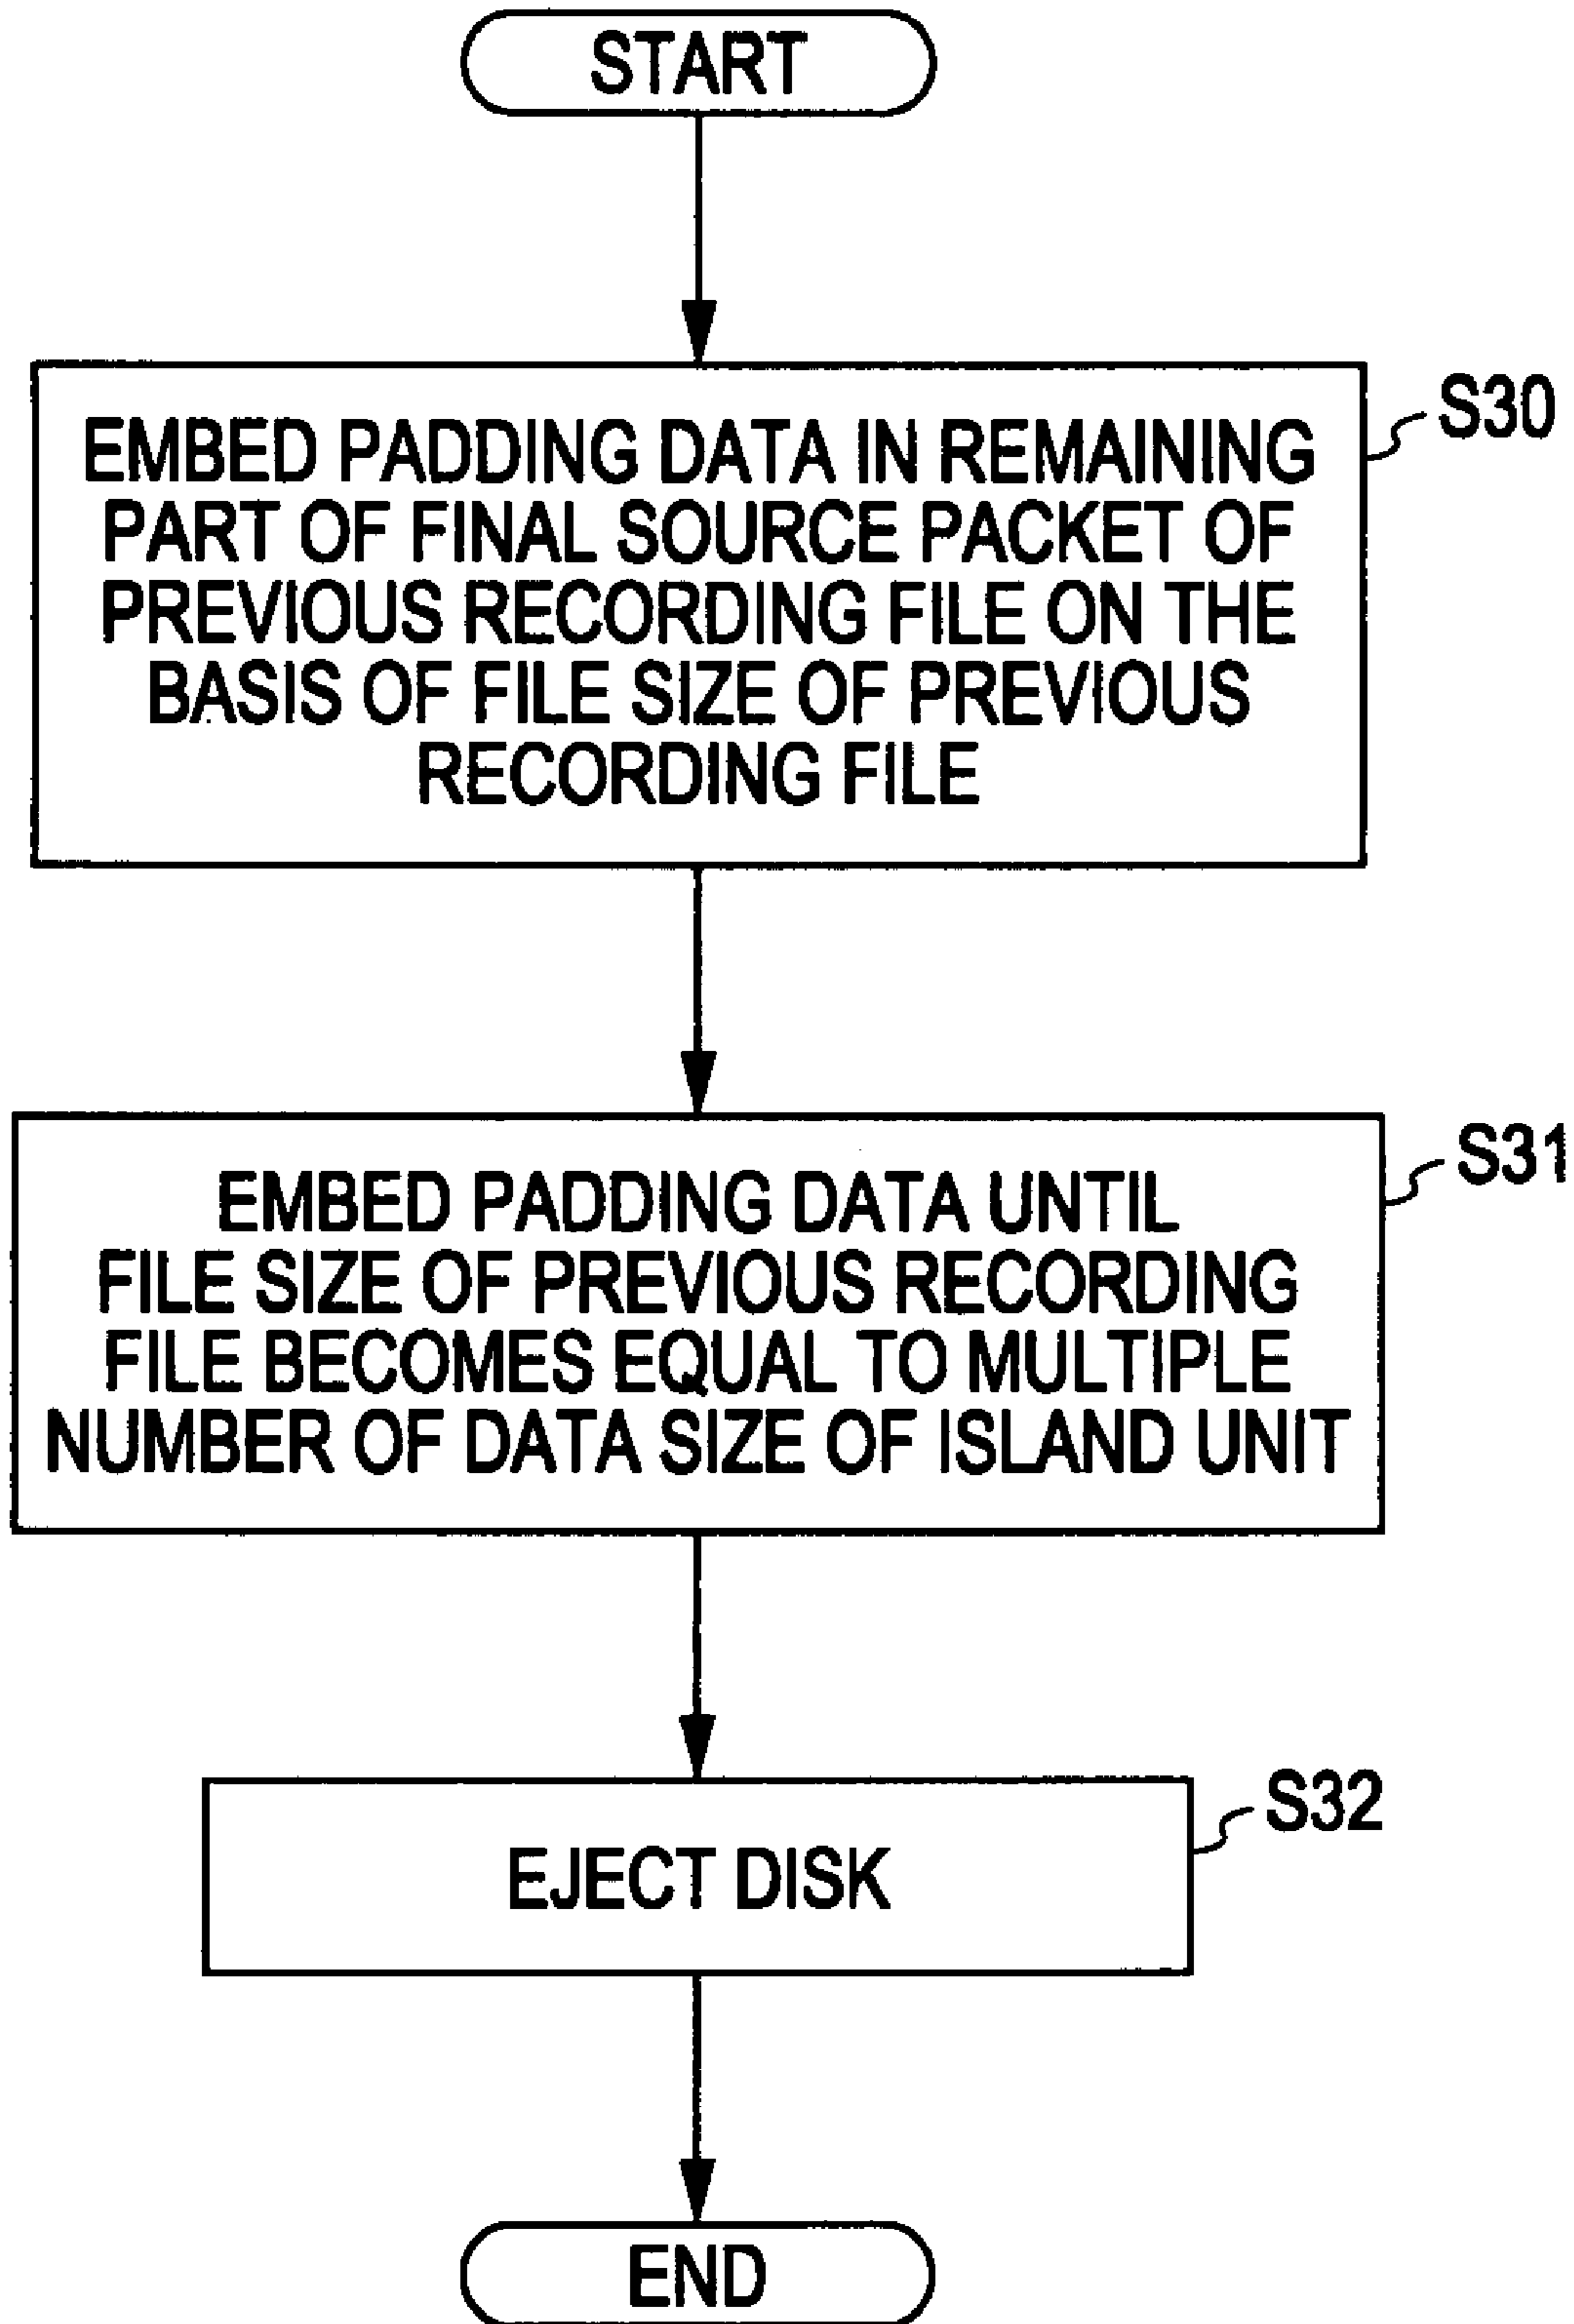 START
S30
EMBED PADDING DATA IN REMAINING
PART OF FINAL SOURCE PACKET OF
PREVIOUS RECORDING FILE ON THE
BASIS OF FILE SIZE OF PREVIOUS
RECORDING FILE
S31
EMBED PADDING DATA UNTIL
FILE SIZE OF PREVIOUS RECORDING
FILE BECOMES EQUAL TO MULTIPLE
NUMBER OF DATA SIZE OF ISLAND UNIT
S32
EJECT DISK
END